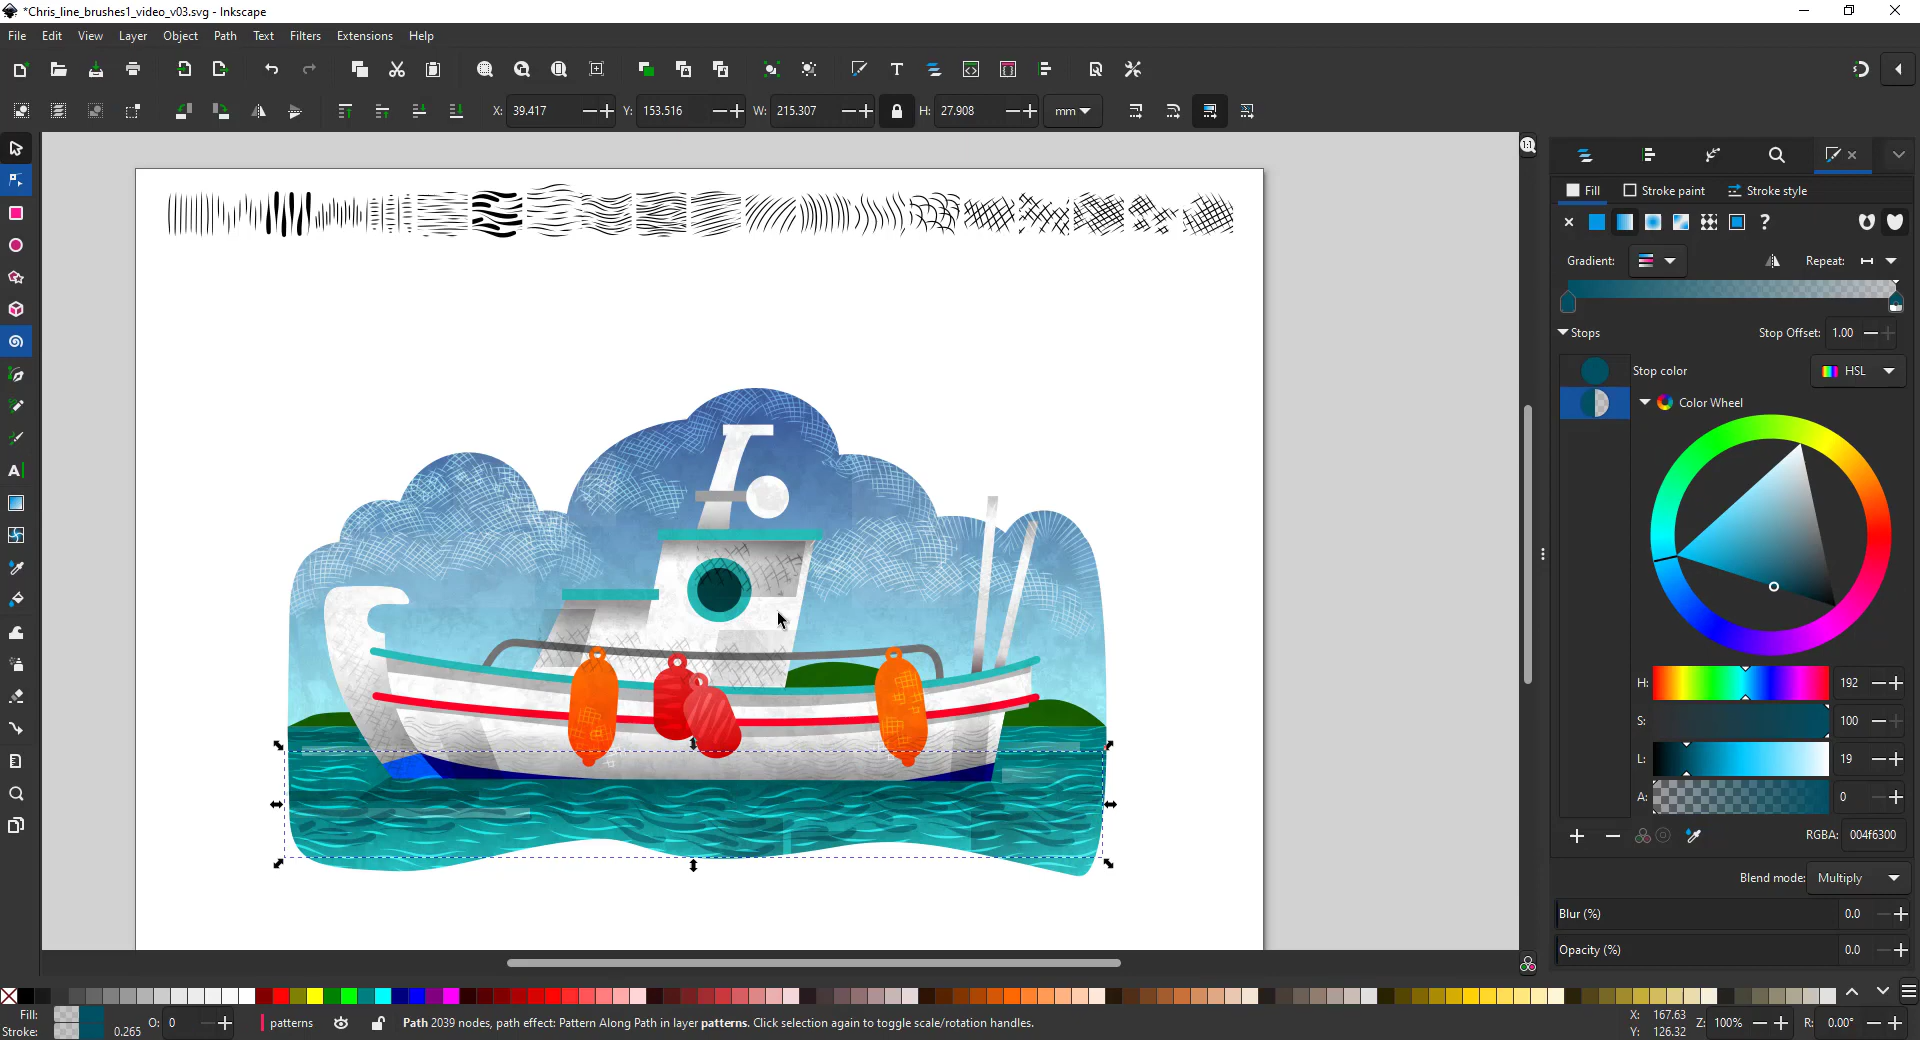 *Chris_line_brushes1_video_v03.svg - Inkscape
File Edit View Layer Object Path Text Filters Extensions Help
X: 39.417 Y: 153.516 W: 215.307 H: 27.908 mm
Fill Stroke paint Stroke style
Gradient: Repeat:
Stops Stop Offset: 1.00
Stop color HSL
Color Wheel
H: 192
S: 100
L: 19
A: 0
RGBA: 004f6300
Blend mode: Multiply
Blur (%) 0.0
Opacity (%) 0.0
Fill:
Stroke: 0.265 O: 0 patterns Path 2039 nodes, path effect: Pattern Along Path in layer patterns. Click selection again to toggle scale/rotation handles.
X: 167.63
Y: 126.32 Z: 100% R: 0.00°